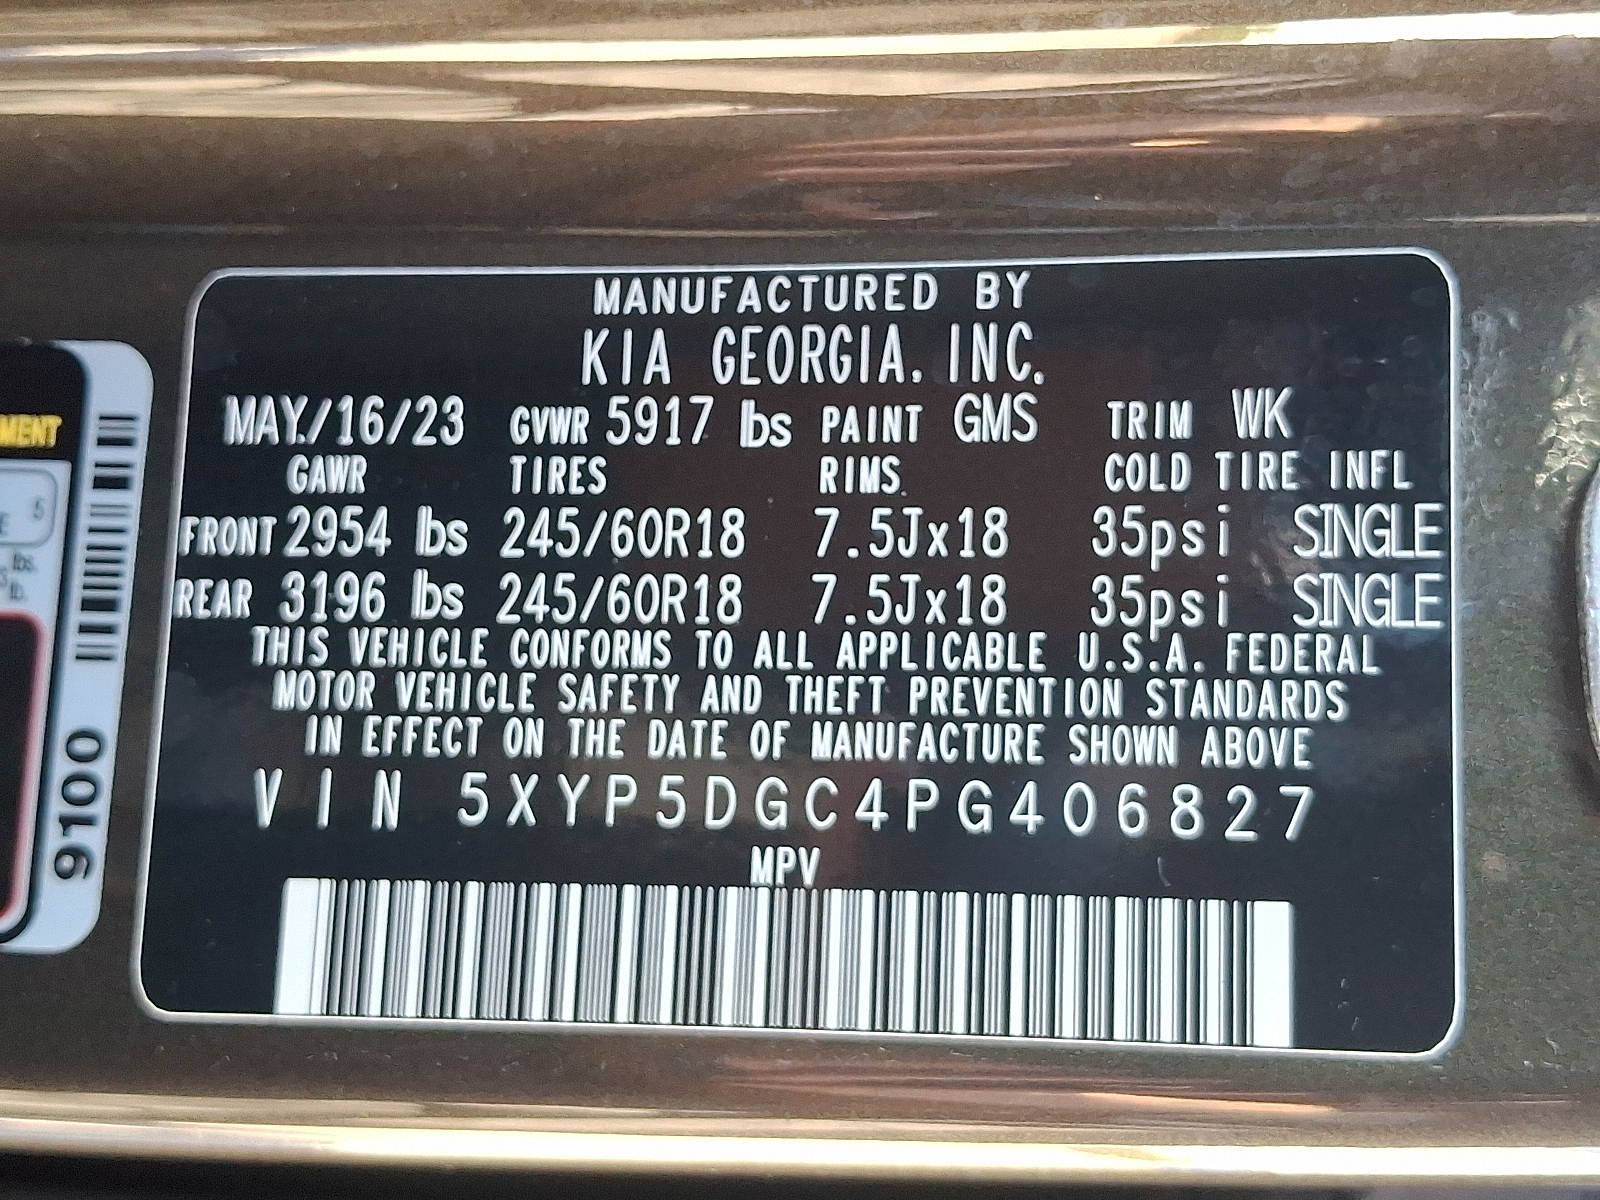 MANUFACTURED BY
KIA GEORGIA, INC.
MAY./16/23 GVWR 5917 lbs PAINT GMS TRIM WK
GAWR TIRES RIMS COLD TIRE INFL
FRONT 2954 lbs 245/60R18 7.5Jx18 35psi SINGLE
REAR 3196 lbs 245/60R18 7.5Jx18 35psi SINGLE
THIS VEHICLE CONFORMS TO ALL APPLICABLE U.S.A. FEDERAL
MOTOR VEHICLE SAFETY AND THEFT PREVENTION STANDARDS
IN EFFECT ON THE DATE OF MANUFACTURE SHOWN ABOVE
VIN 5XYP5DGC4PG406827
MPV
5
lbs.
lb.
9100